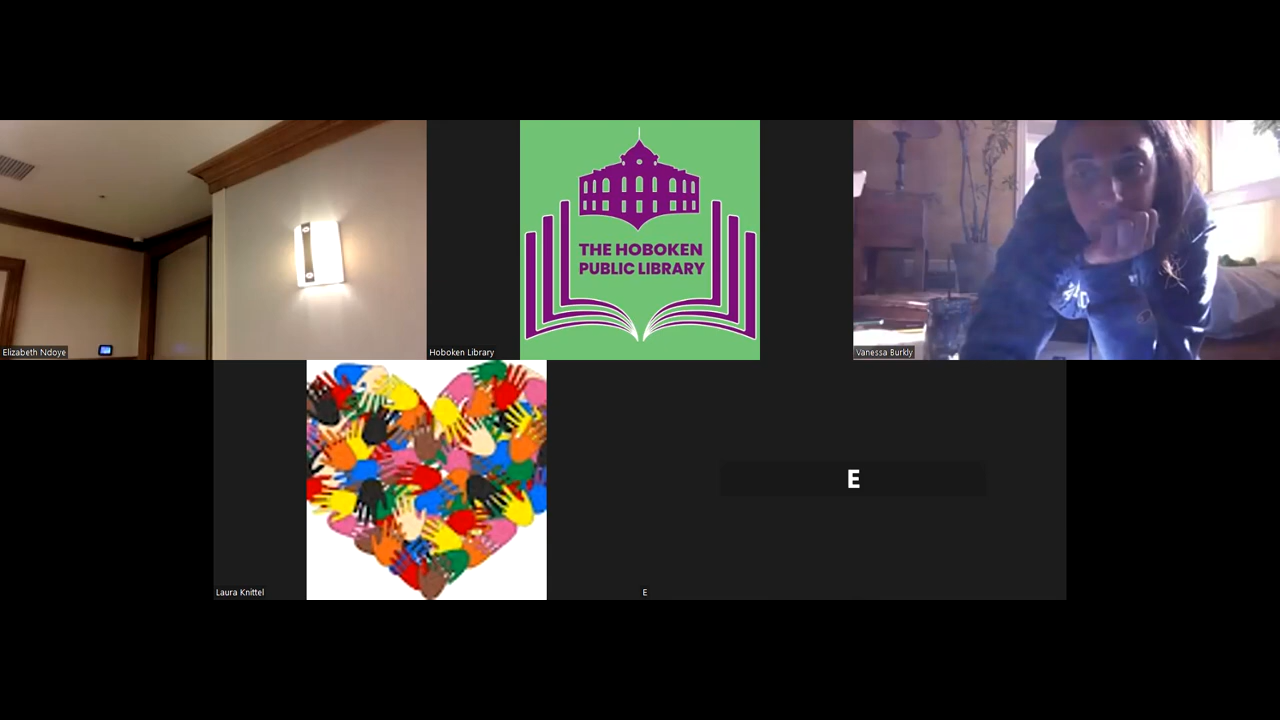 THE HOBOKEN
PUBLIC LIBRARY
Elizabeth Ndoye
Hoboken Library
Vanessa Burkly
E
Laura Knittel
E